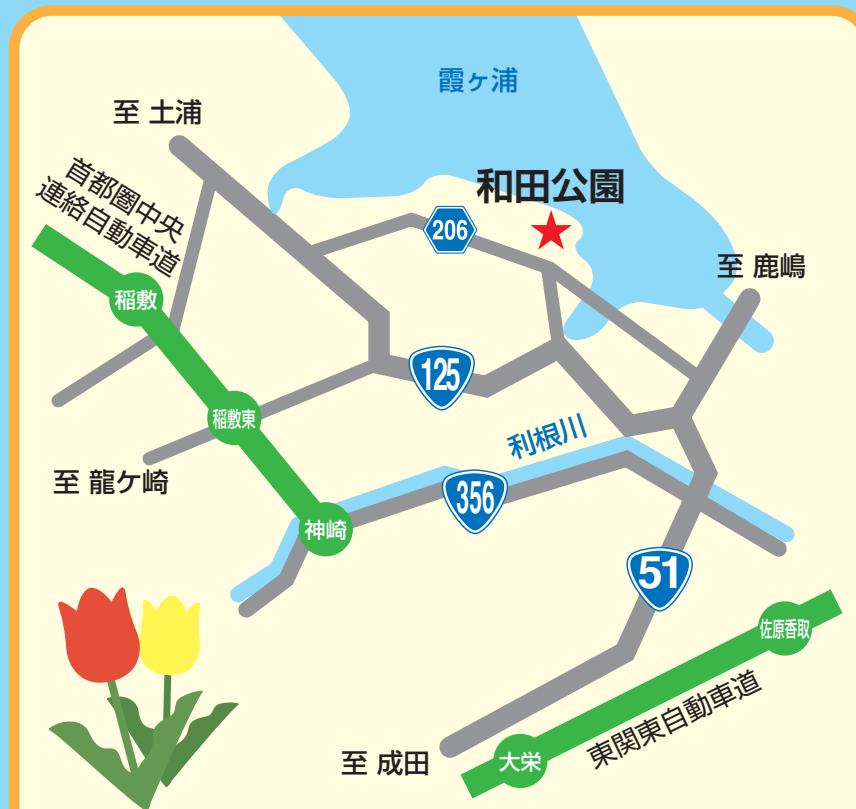 霞ヶ浦
至 土浦
首都圏中央
連絡自動車道
和田公園
206
至 鹿嶋
稲敷
125
稲敷東
利根川
至 龍ケ崎
356
神崎
51
佐原香取
東関東自動車道
至 成田
大栄